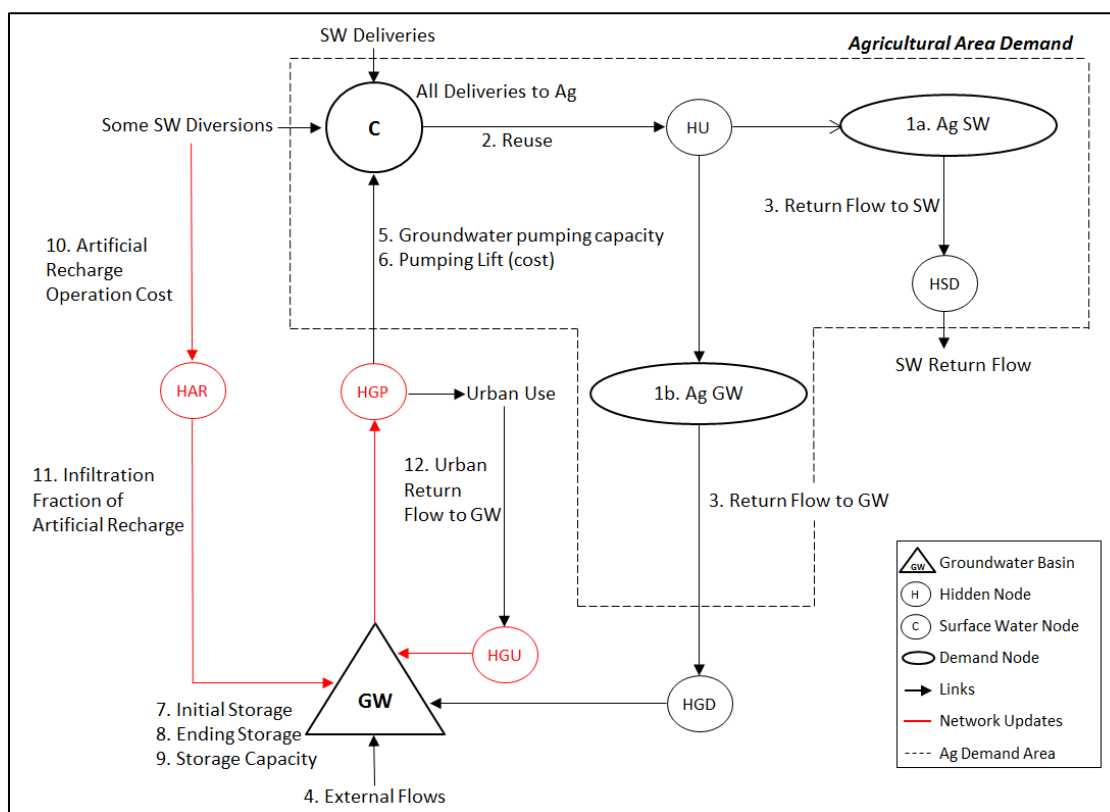 SW Deliveries
Agricultural Area Demand
All Deliveries to Ag
Some SW Diversions
C
2. Reuse
HU
1a. Ag SW
3. Return Flow to SW
10. Artificial
Recharge
Operation Cost
5. Groundwater pumping capacity
6. Pumping Lift (cost)
HSD
SW Return Flow
HAR
HGP
Urban Use
1b. Ag GW
11. Infiltration
Fraction of
Artificial Recharge
12. Urban
Return
Flow to GW
3. Return Flow to GW
HGU
GW
HGD
7. Initial Storage
8. Ending Storage
9. Storage Capacity
4. External Flows
GW Groundwater Basin
H Hidden Node
C Surface Water Node
Demand Node
Links
Network Updates
Ag Demand Area